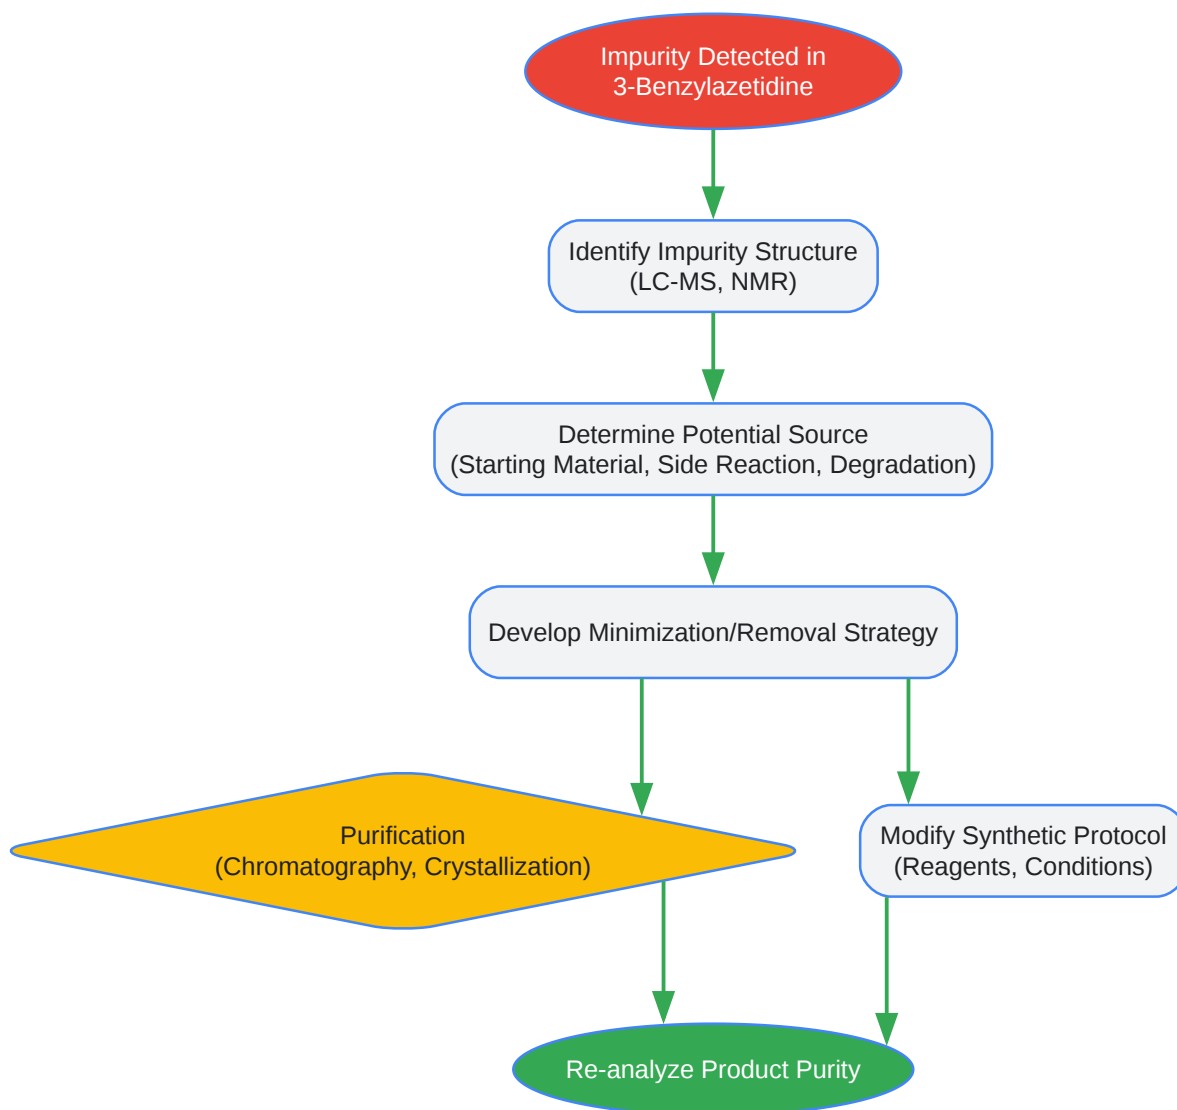 Impurity Detected in
3-Benzylazetidine
Identify Impurity Structure
(LC-MS, NMR)
Determine Potential Source
(Starting Material, Side Reaction, Degradation)
Develop Minimization/Removal Strategy
Purification
(Chromatography, Crystallization)
Modify Synthetic Protocol
(Reagents, Conditions)
Re-analyze Product Purity